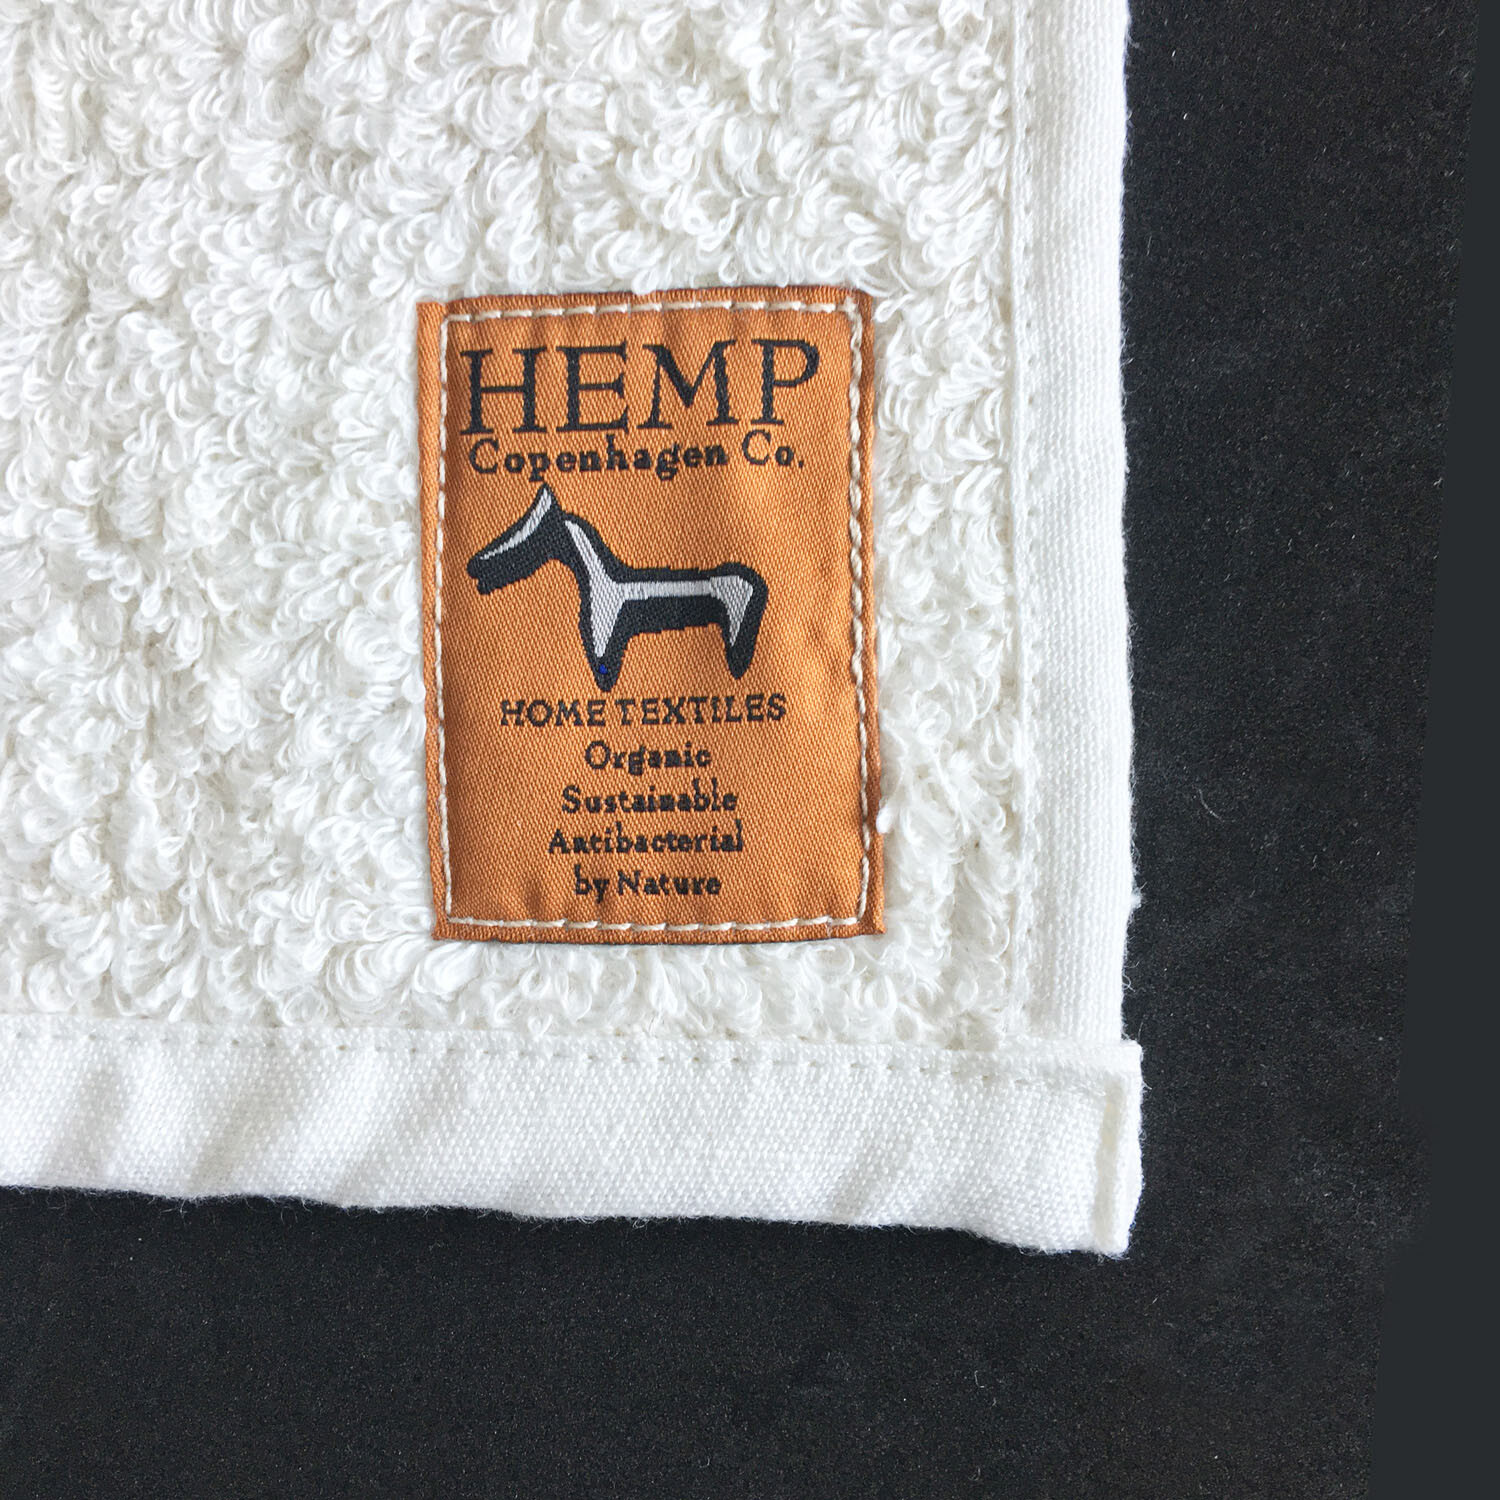 HEMP
Copenhagen Co.
HOME TEXTILES
Organic
Sustainable
Antibacterial
by Nature